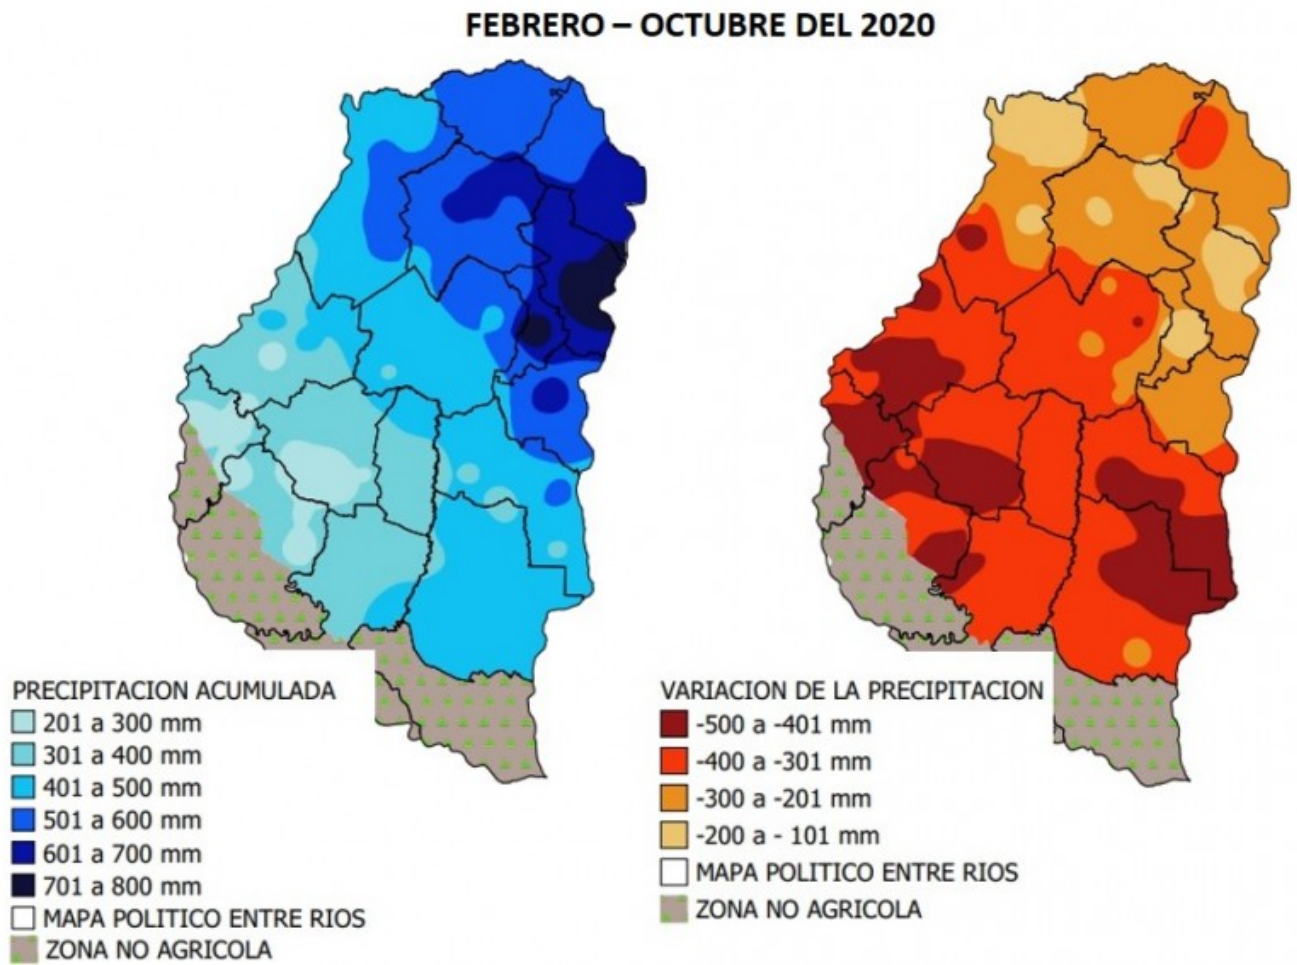 FEBRERO – OCTUBRE DEL 2020
PRECIPITACION ACUMULADA
201 a 300 mm
301 a 400 mm
401 a 500 mm
501 a 600 mm
601 a 700 mm
701 a 800 mm
MAPA POLITICO ENTRE RIOS
ZONA NO AGRICOLA
VARIACION DE LA PRECIPITACION
-500 a -401 mm
-400 a -301 mm
-300 a -201 mm
-200 a - 101 mm
MAPA POLITICO ENTRE RIOS
ZONA NO AGRICOLA